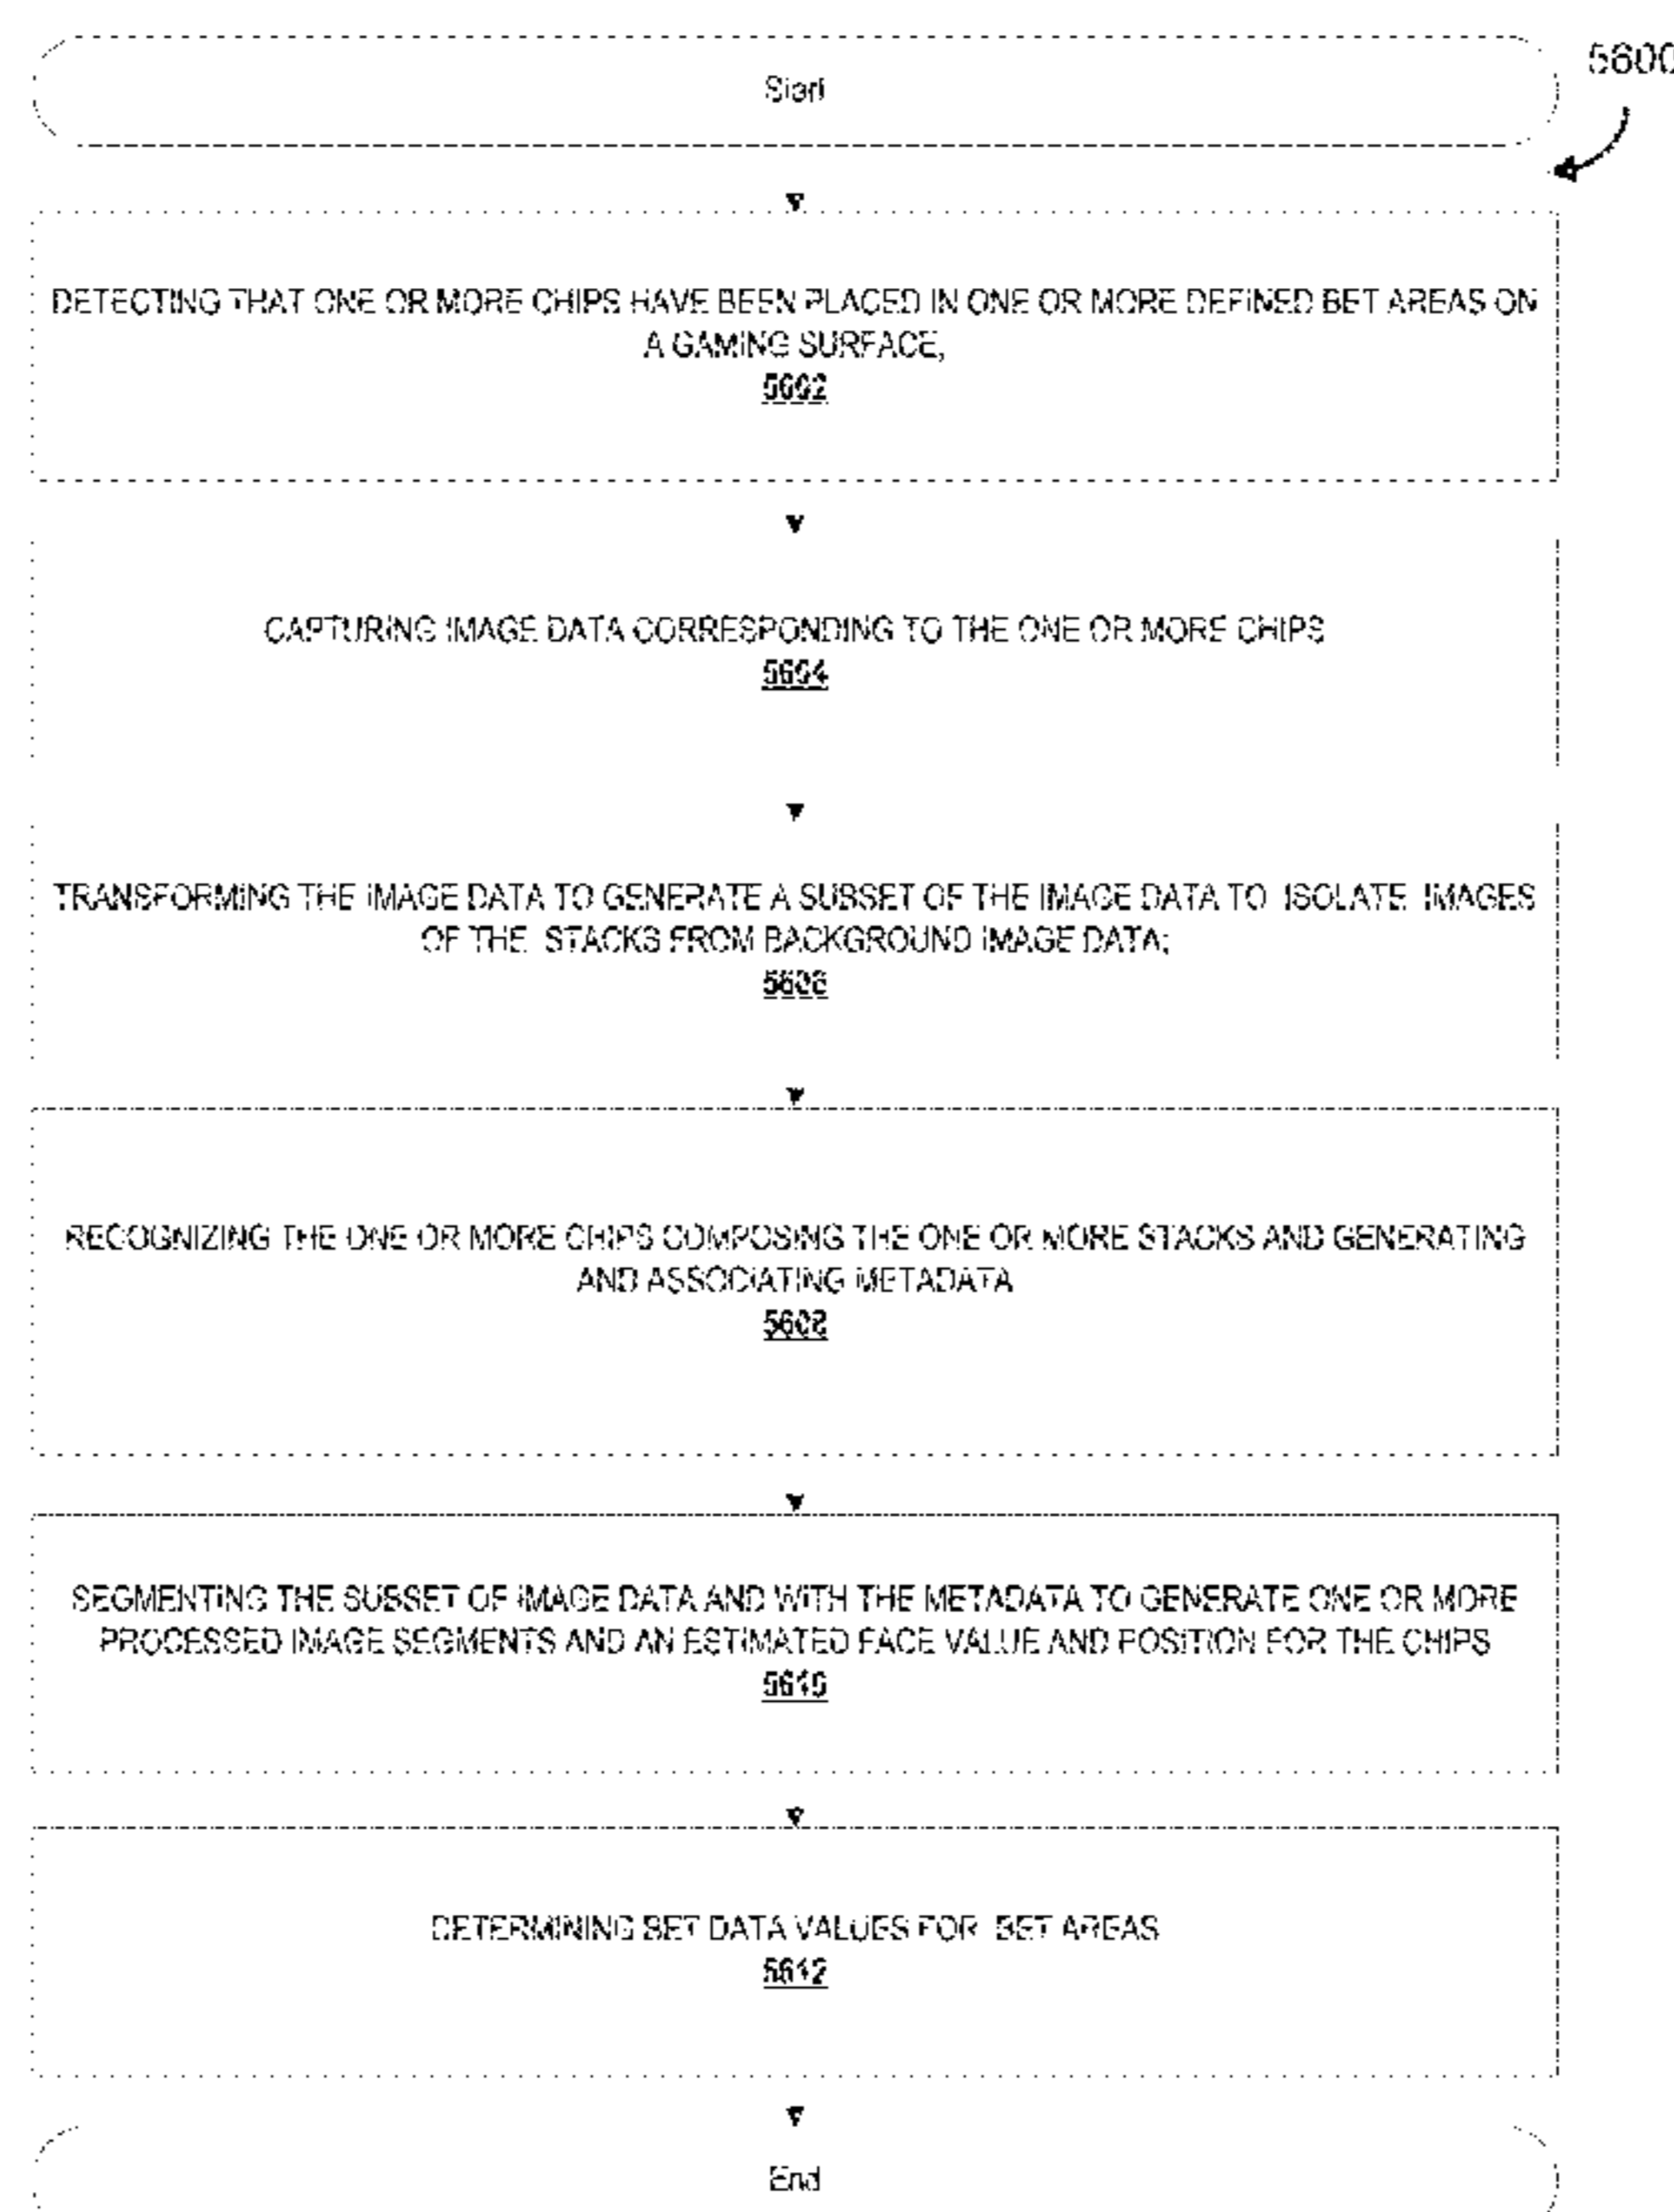 Start
5600
DETECTING THAT ONE OR MORE CHIPS HAVE BEEN PLACED IN ONE OR MORE DEFINED BET AREAS ON
A GAMING SURFACE;
5602
CAPTURING IMAGE DATA CORRESPONDING TO THE ONE OR MORE CHIPS
5604
TRANSFORMING THE IMAGE DATA TO GENERATE A SUBSET OF THE IMAGE DATA TO ISOLATE IMAGES
OF THE STACKS FROM BACKGROUND IMAGE DATA;
5606
RECOGNIZING THE ONE OR MORE CHIPS COMPOSING THE ONE OR MORE STACKS AND GENERATING
AND ASSOCIATING METADATA
5608
SEGMENTING THE SUBSET OF IMAGE DATA AND WITH THE METADATA TO GENERATE ONE OR MORE
PROCESSED IMAGE SEGMENTS AND AN ESTIMATED FACE VALUE AND POSITION FOR THE CHIPS
5610
DETERMINING BET DATA VALUES FOR BET AREAS
5612
End